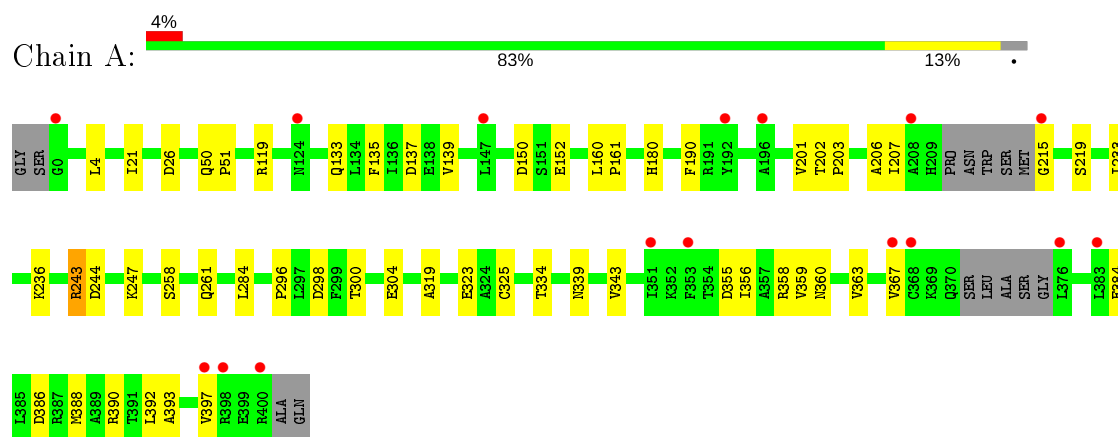 4%
Chain A:
83%
13%
•
GLY SER G0 L4 I21 D26 Q50 P51 R119 N124 Q133 L134 F135 I136 D137 E138 V139 L147 D150 S151 E152 L160 P161 H180 F190 R191 Y192 A196 V201 T202 P203 A206 I207 A208 H209 PRO ASN TRP SER MET G215 S219
K236 R243 D244 K247 S258 Q261 L284 P296 L297 D298 F299 T300 E304 A319 E323 A324 C325 T334 N339 V343 I351 K352 F353 T354 D355 I356 A357 R358 V359 N360 V363 V367 C368 K369 Q370 SER LEU ALA SER GLY L376 L383
L385 D386 R387 M388 A389 R390 T391 L392 A393 V397 R398 E399 R400 ALA GLN